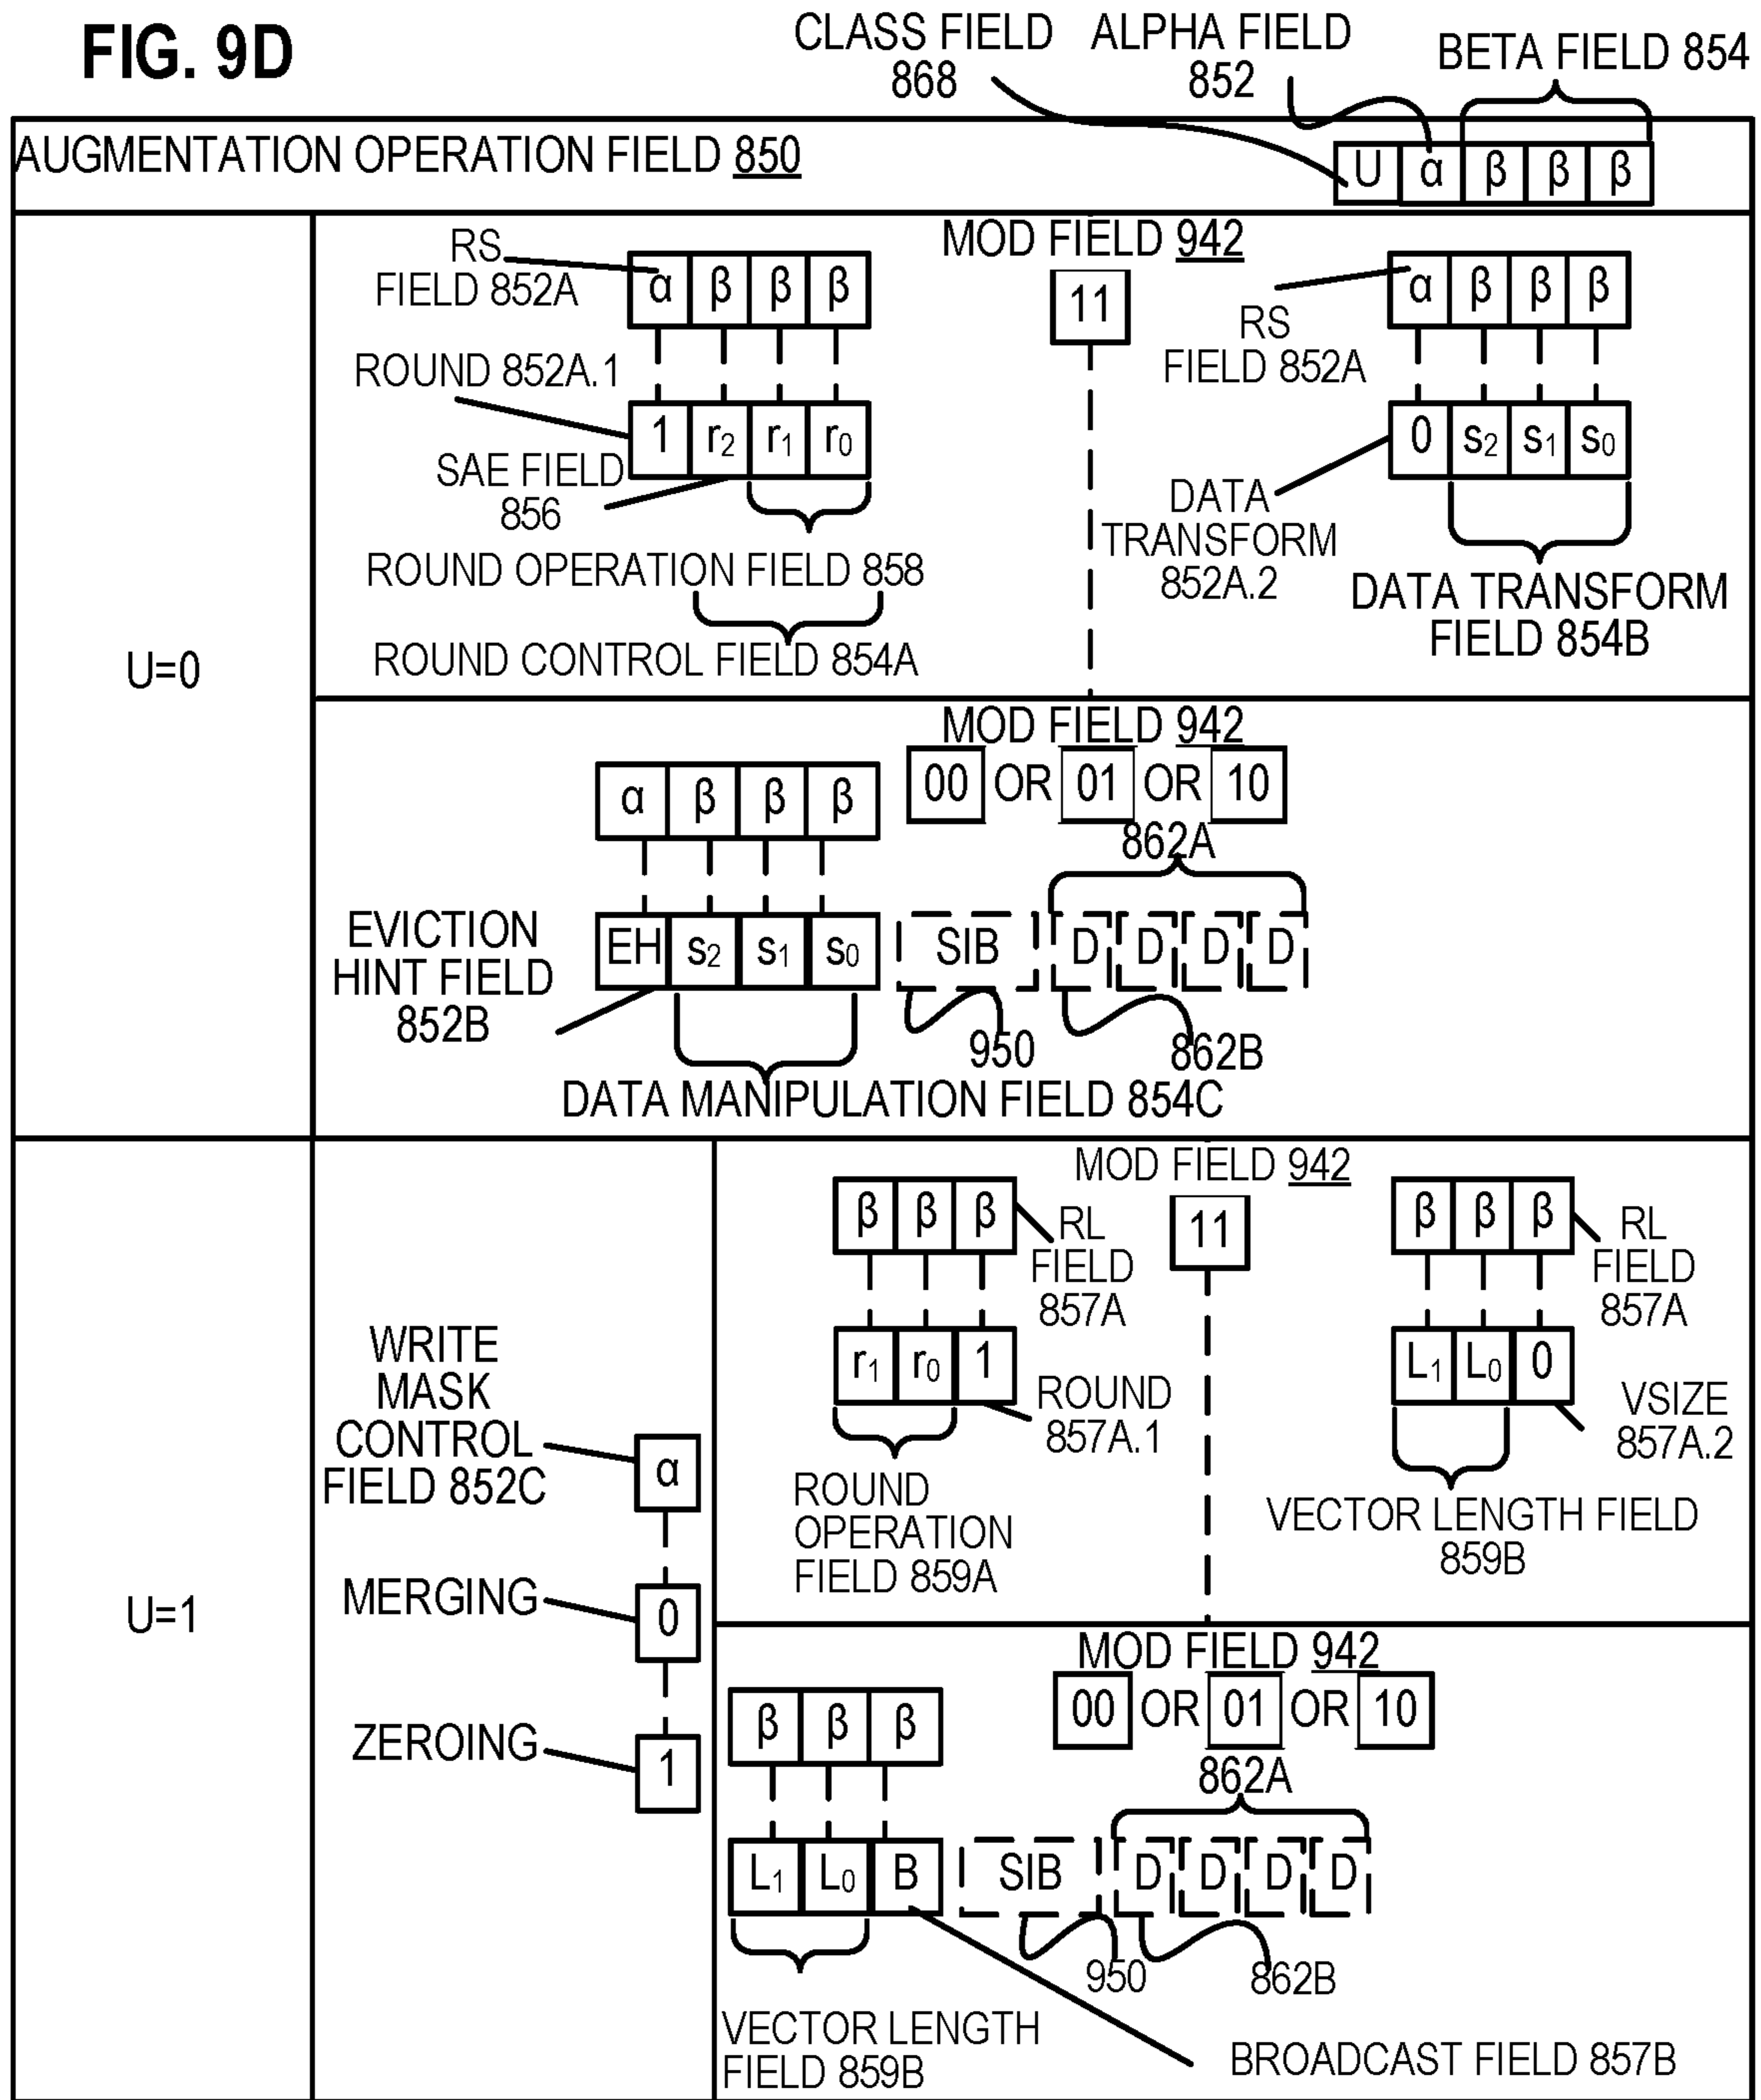 FIG. 9D
CLASS FIELD
868
ALPHA FIELD
852
BETA FIELD 854
AUGMENTATION OPERATION FIELD 850
U α β β β
U=0
MOD FIELD 942
11
RS
FIELD 852A
α β β β
ROUND 852A.1
1 r2 r1 r0
SAE FIELD
856
ROUND OPERATION FIELD 858
ROUND CONTROL FIELD 854A
α β β β
RS
FIELD 852A
0 s2 s1 s0
DATA
TRANSFORM
852A.2
DATA TRANSFORM
FIELD 854B
MOD FIELD 942
00 OR 01 OR 10
α β β β
862A
EVICTION
HINT FIELD
852B
EH s2 s1 s0
SIB
D D D D
950
862B
DATA MANIPULATION FIELD 854C
U=1
WRITE
MASK
CONTROL
FIELD 852C
α
MERGING
0
ZEROING
1
MOD FIELD 942
11
β β β
RL
FIELD
857A
r1 r0 1
ROUND
857A.1
ROUND
OPERATION
FIELD 859A
β β β
RL
FIELD
857A
L1 L0 0
VSIZE
857A.2
VECTOR LENGTH FIELD
859B
MOD FIELD 942
00 OR 01 OR 10
β β β
862A
L1 L0 B
SIB
D D D D
950
862B
VECTOR LENGTH
FIELD 859B
BROADCAST FIELD 857B